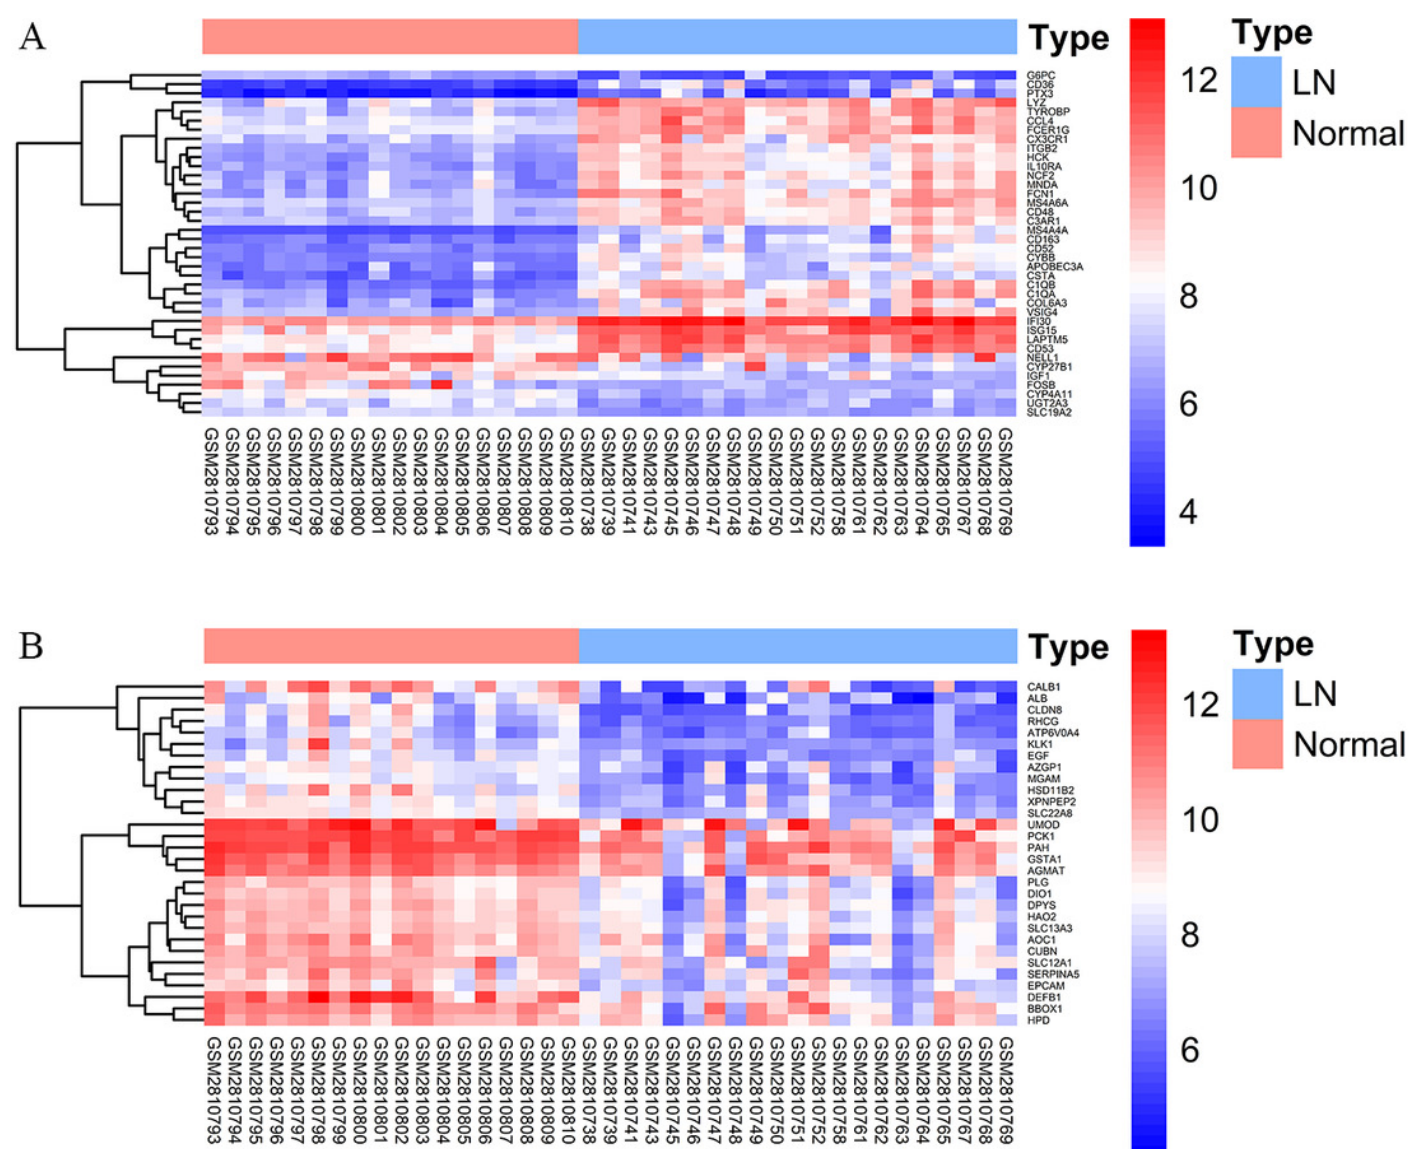 A
Type
Type
LN
Normal
12
10
8
6
4
G6PC
CD36
PTX3
LYZ
TYROBP
CCL4
FCER1G
CX3CR1
ITGB2
HCK
IL10RA
NCF2
MNDA
FCN1
MS4A6A
CD48
C3AR1
MS4A4A
CD163
CD52
CYBB
APOBEC3A
CSTA
C1QB
C1QA
COL6A3
VSIG4
IFI30
ISG15
LAPTM5
CD53
NELL1
CYP27B1
IGF1
FOSB
CYP4A11
UGT2A3
SLC19A2
GSM2810793
GSM2810794
GSM2810795
GSM2810796
GSM2810797
GSM2810798
GSM2810799
GSM2810800
GSM2810801
GSM2810802
GSM2810803
GSM2810804
GSM2810805
GSM2810806
GSM2810807
GSM2810808
GSM2810809
GSM2810810
GSM2810738
GSM2810739
GSM2810741
GSM2810743
GSM2810745
GSM2810746
GSM2810747
GSM2810748
GSM2810749
GSM2810750
GSM2810751
GSM2810752
GSM2810758
GSM2810761
GSM2810762
GSM2810763
GSM2810764
GSM2810765
GSM2810767
GSM2810768
GSM2810769
B
Type
Type
LN
Normal
12
10
8
6
CALB1
ALB
CLDN8
RHCG
ATP6V0A4
KLK1
EGF
AZGP1
MGAM
HSD11B2
XPNPEP2
SLC22A8
UMOD
PCK1
PAH
GSTA1
AGMAT
PLG
DIO1
DPYS
HAO2
SLC13A3
AOC1
CUBN
SLC12A1
SERPINA5
EPCAM
DEFB1
BBOX1
HPD
GSM2810793
GSM2810794
GSM2810795
GSM2810796
GSM2810797
GSM2810798
GSM2810799
GSM2810800
GSM2810801
GSM2810802
GSM2810803
GSM2810804
GSM2810805
GSM2810806
GSM2810807
GSM2810808
GSM2810809
GSM2810810
GSM2810738
GSM2810739
GSM2810741
GSM2810743
GSM2810745
GSM2810746
GSM2810747
GSM2810748
GSM2810749
GSM2810750
GSM2810751
GSM2810752
GSM2810758
GSM2810761
GSM2810762
GSM2810763
GSM2810764
GSM2810765
GSM2810767
GSM2810768
GSM2810769